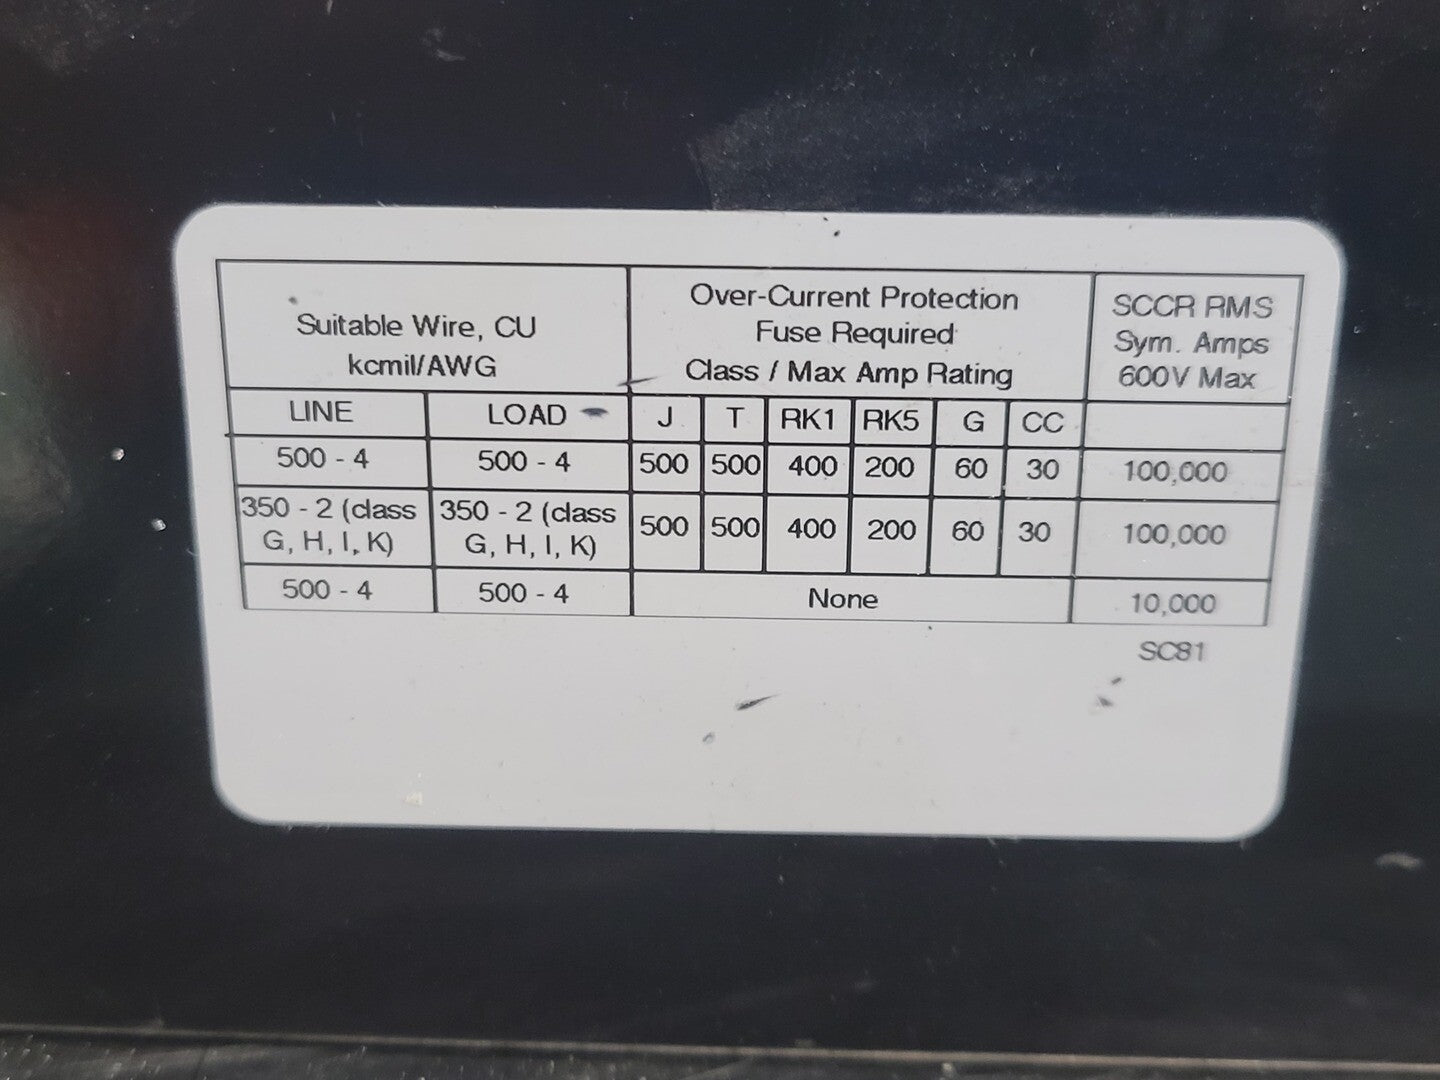 Suitable Wire, CU
kcmil/AWG
Over-Current Protection
Fuse Required
Class / Max Amp Rating
SCCR RMS
Sym. Amps
600V Max
LINE LOAD J T RK1 RK5 G CC
500 - 4 500 - 4 500 500 400 200 60 30 100,000
350 - 2 (class
G, H, I, K)
350 - 2 (class
G, H, I, K)
500 500 400 200 60 30 100,000
500 - 4 500 - 4 None 10,000
SC81